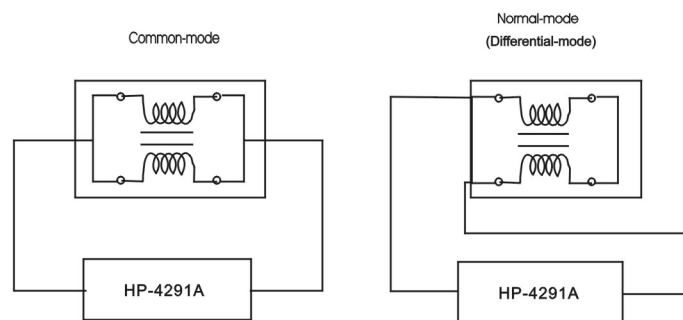 Common-mode
Normal-mode
(Differential-mode)
HP-4291A
HP-4291A